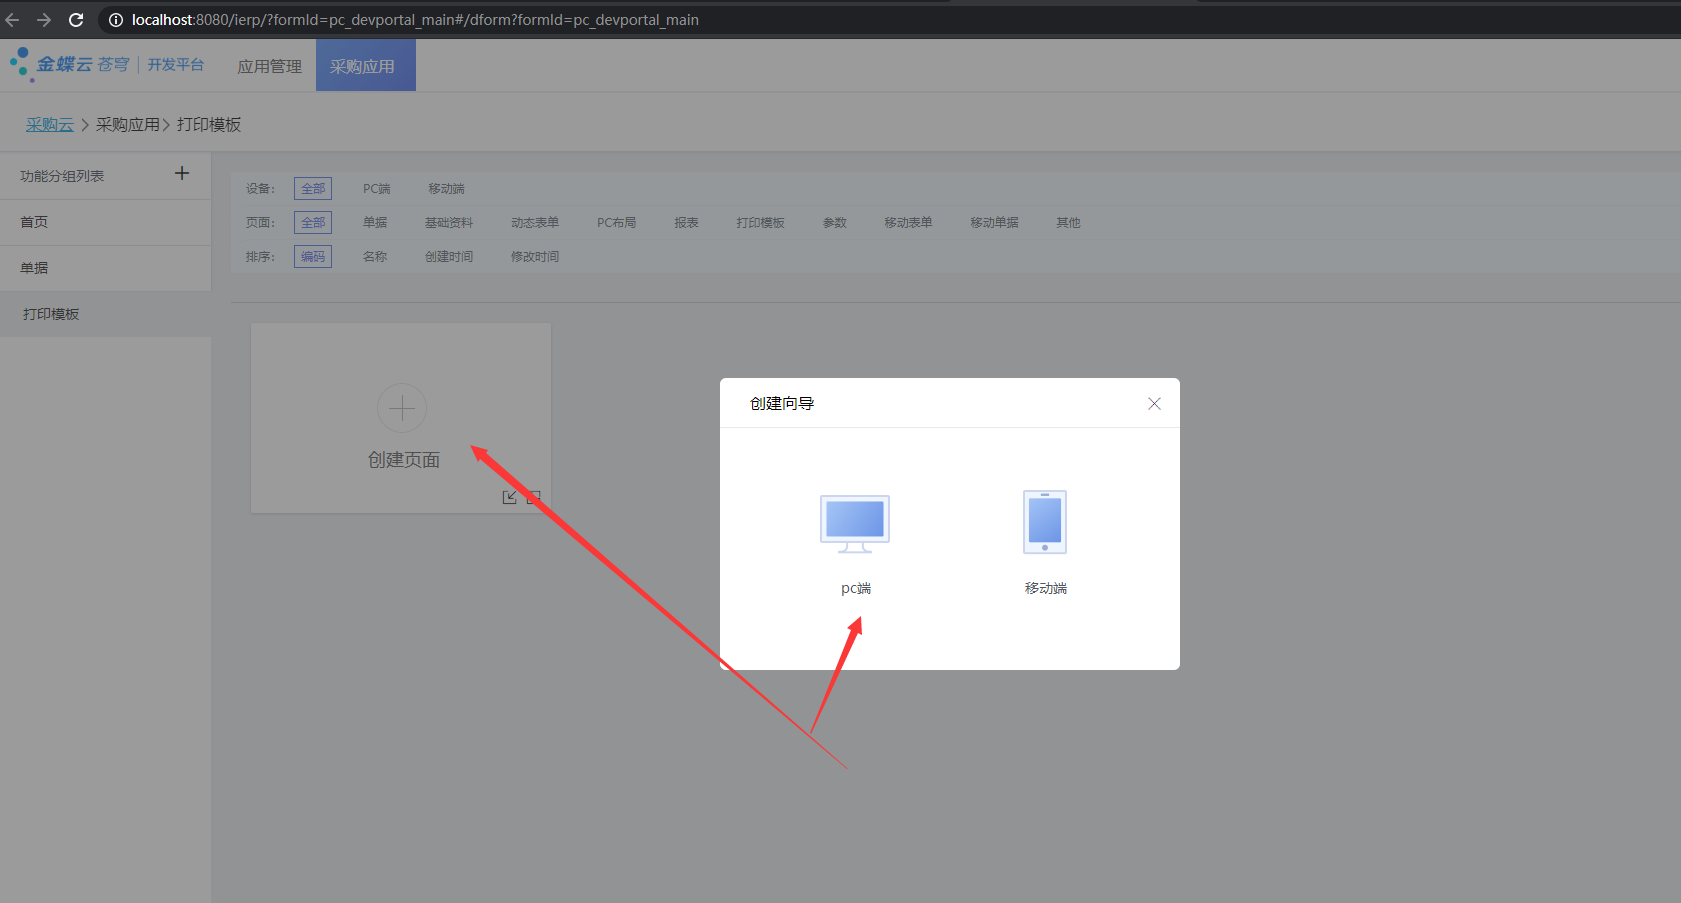 localhost:8080/ierp/?formId=pc_devportal_main#/dform?formId=pc_devportal_main
金蝶云 苍穹 | 开发平台 应用管理 采购应用
采购云 > 采购应用 > 打印模板
功能分组列表 +
首页
单据
打印模板
设备： 全部 PC端 移动端
页面： 全部 单据 基础资料 动态表单 PC布局 报表 打印模板 参数 移动表单 移动单据 其他
排序： 编码 名称 创建时间 修改时间
创建页面
创建向导
pc端 移动端